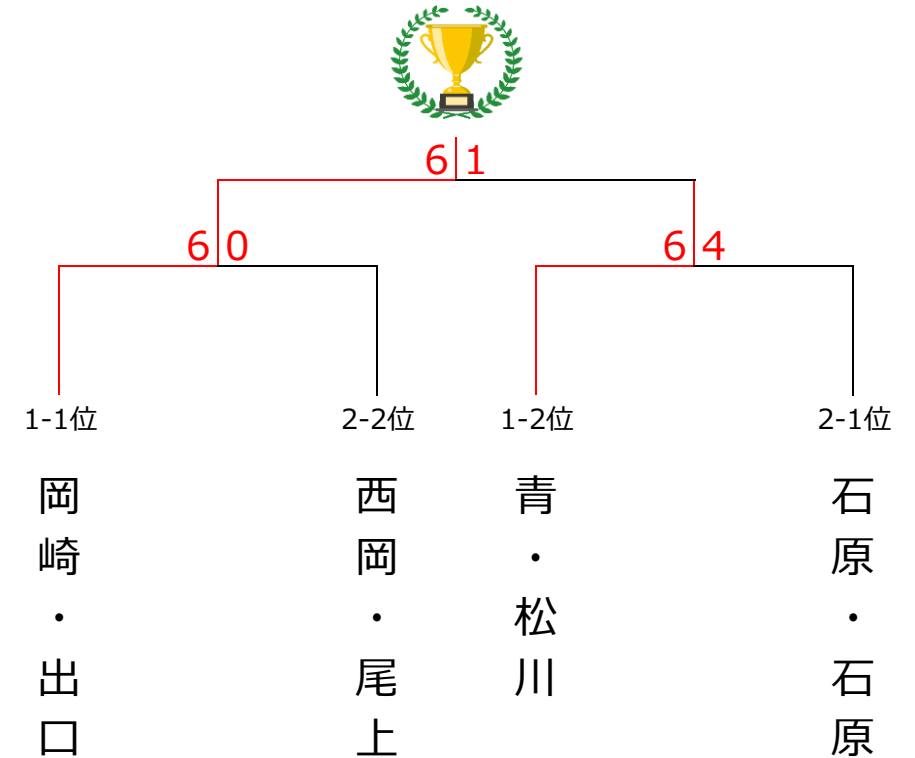 6 1
6 0
6 4
1-1位
2-2位
1-2位
2-1位
岡崎・出口
西岡・尾上
青・松川
石原・石原